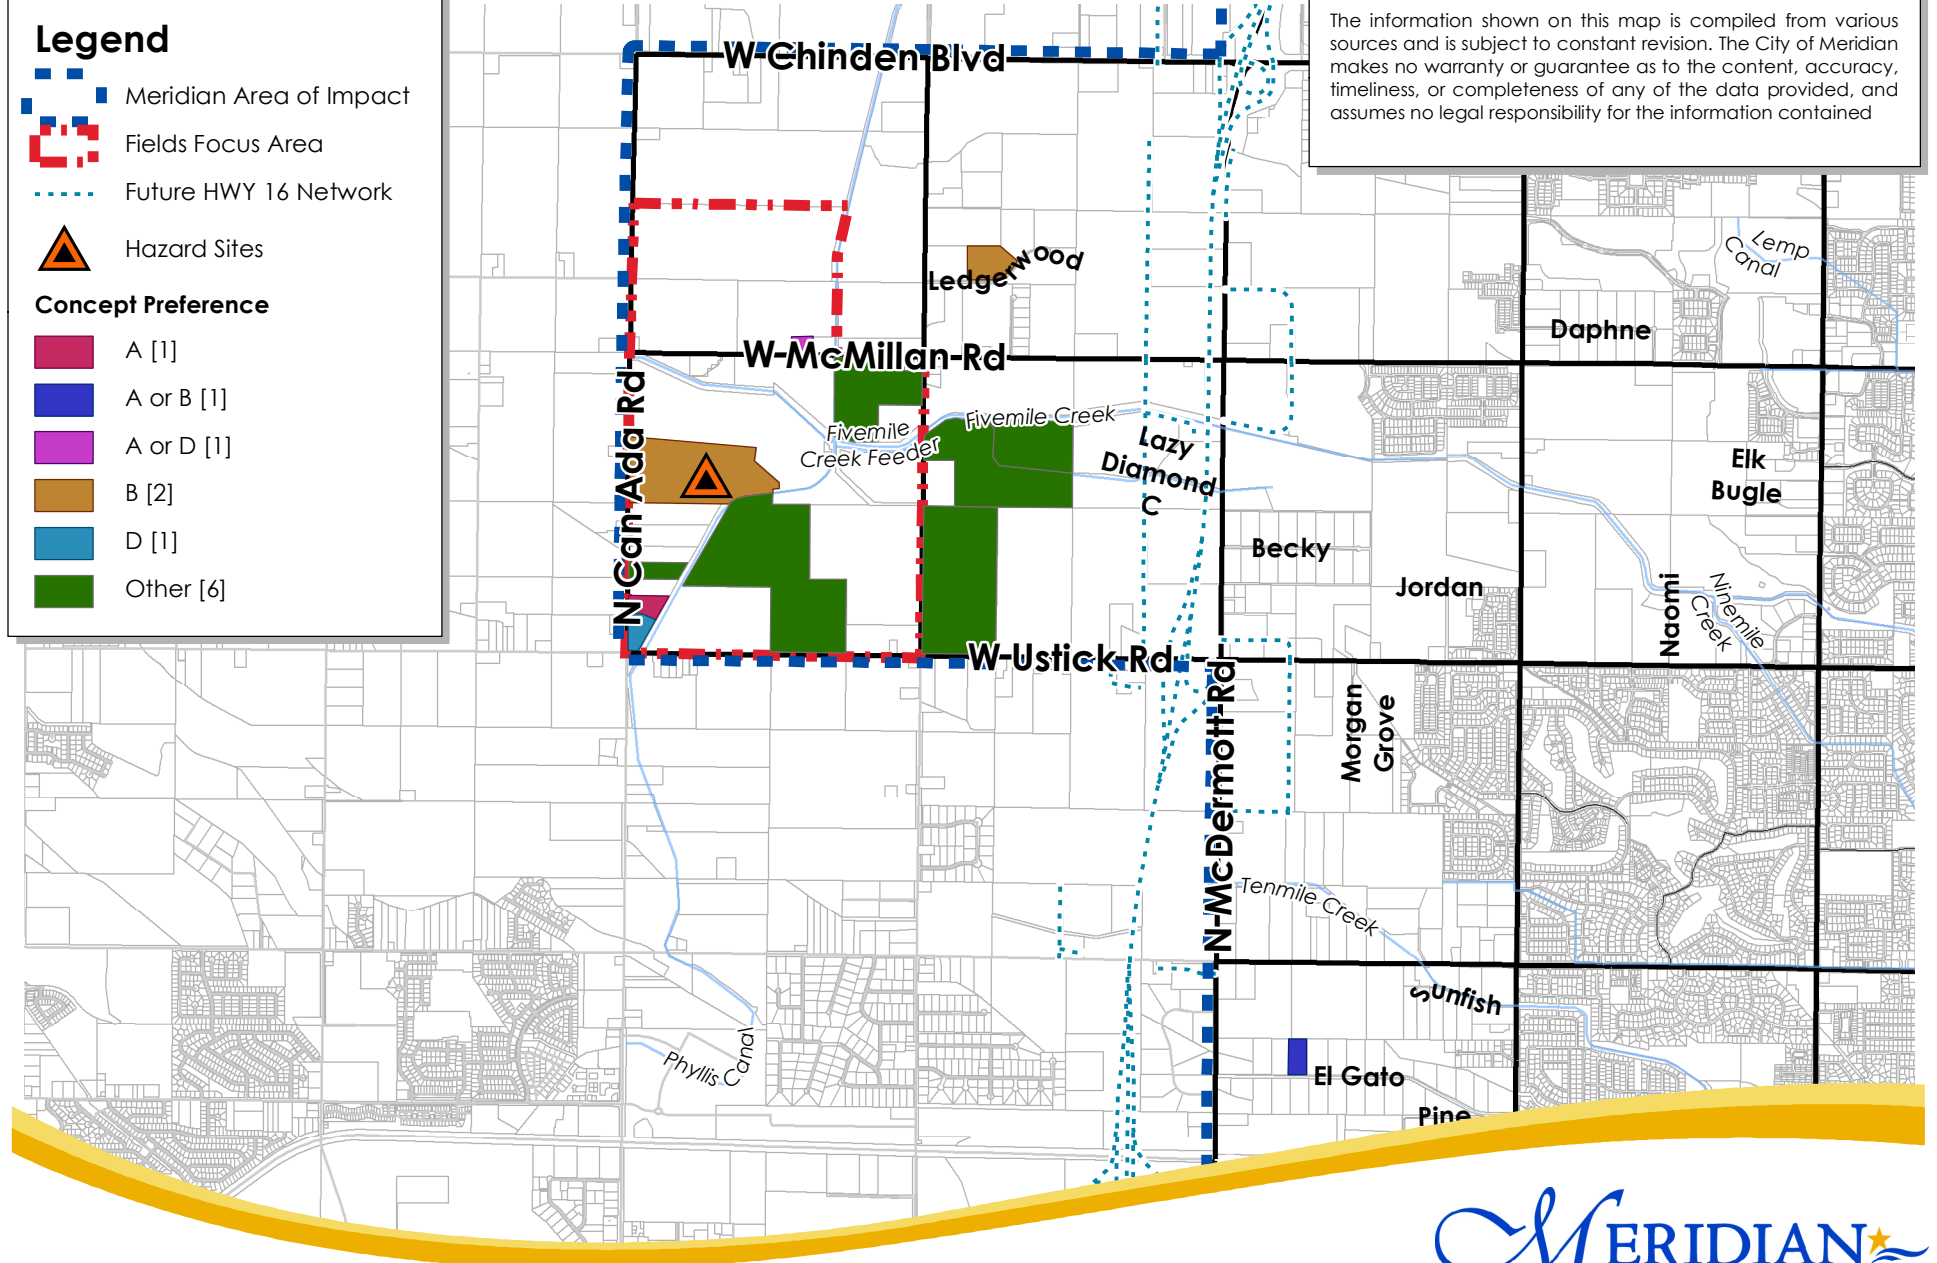 Legend
Meridian Area of Impact
Fields Focus Area
Future HWY 16 Network
Hazard Sites
Concept Preference
A [1]
A or B [1]
A or D [1]
B [2]
D [1]
Other [6]
The information shown on this map is compiled from various
sources and is subject to constant revision. The City of Meridian
makes no warranty or guarantee as to the content, accuracy,
timeliness, or completeness of any of the data provided, and
assumes no legal responsibility for the information contained
W Chinden Blvd
Ledgerwood
Lemp
Canal
Daphne
W McMillan Rd
N Can Ada Rd
Fivemile Creek
Fivemile
Creek Feeder
Lazy
Diamond
C
Elk
Bugle
Becky
Jordan
Naomi
Ninemile
Creek
W Ustick Rd
N McDermott Rd
Morgan
Grove
Tenmile Creek
Sunfish
Phyllis Canal
El Gato
Pine
MERIDIAN